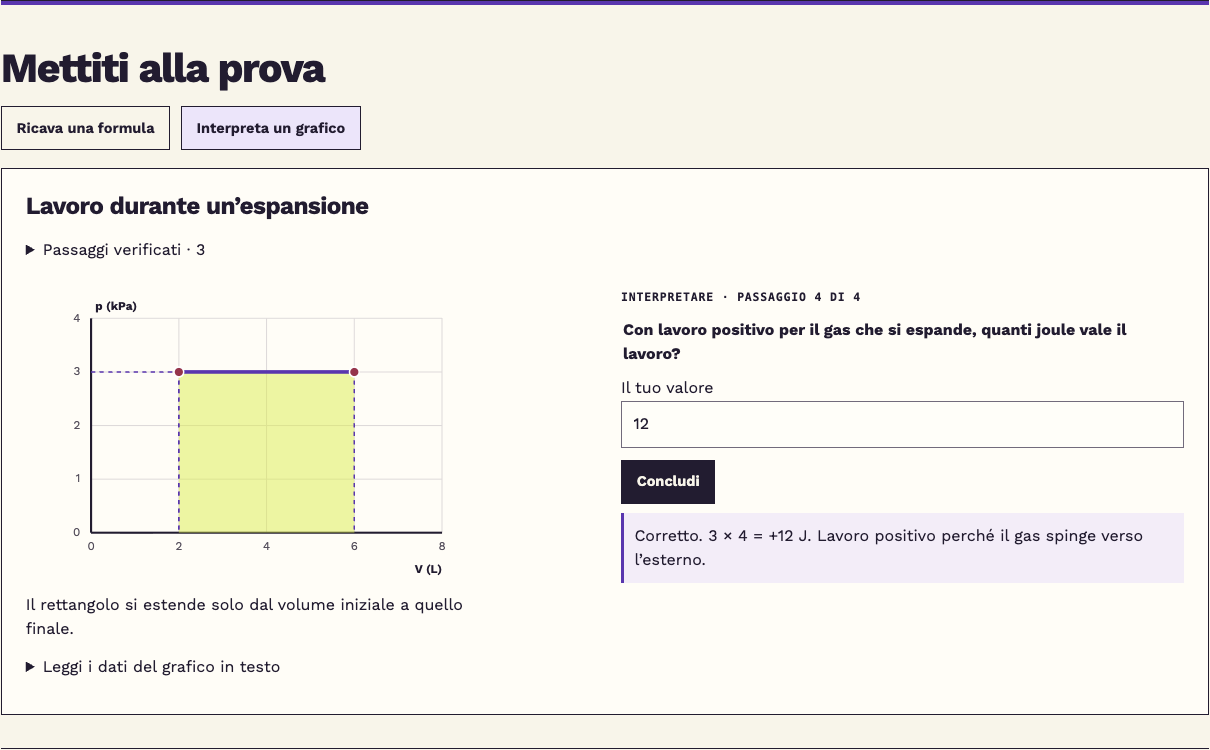 Mettiti alla prova
Ricava una formula
Interpreta un grafico
Lavoro durante un’espansione
Passaggi verificati · 3
p (kPa)
4
3
2
1
0
0 2 4 6 8
V (L)
Il rettangolo si estende solo dal volume iniziale a quello
finale.
Leggi i dati del grafico in testo
INTERPRETARE · PASSAGGIO 4 DI 4
Con lavoro positivo per il gas che si espande, quanti joule vale il
lavoro?
Il tuo valore
12
Concludi
Corretto. 3 × 4 = +12 J. Lavoro positivo perché il gas spinge verso
l’esterno.